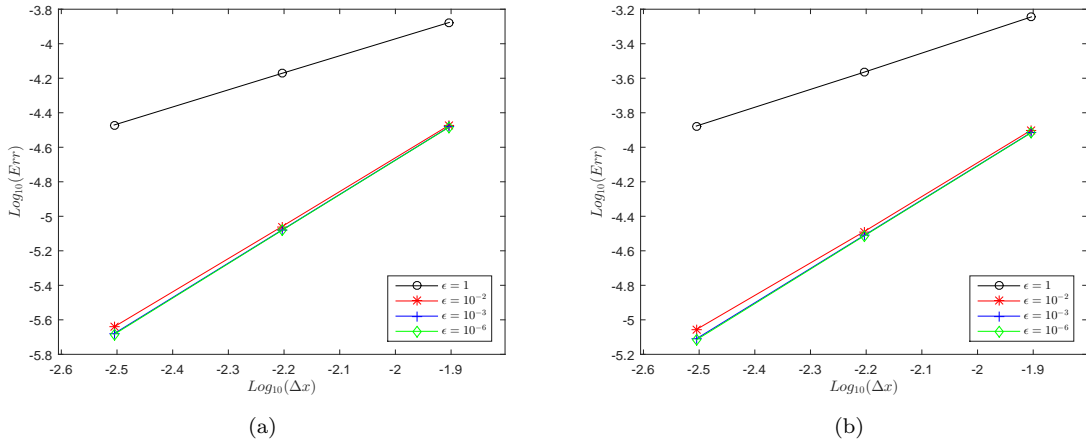 -3.8
-4
-4.2
-4.4
-4.6
-4.8
-5
-5.2
-5.4
-5.6
-5.8
Log₁₀(Err)
-2.6
-2.5
-2.4
-2.3
-2.2
-2.1
-2
-1.9
Log₁₀(Δx)
ϵ = 1
ϵ = 10⁻²
ϵ = 10⁻³
ϵ = 10⁻⁶
(a)
-3.2
-3.4
-3.6
-3.8
-4
-4.2
-4.4
-4.6
-4.8
-5
-5.2
Log₁₀(Err)
-2.6
-2.5
-2.4
-2.3
-2.2
-2.1
-2
-1.9
Log₁₀(Δx)
ϵ = 1
ϵ = 10⁻²
ϵ = 10⁻³
ϵ = 10⁻⁶
(b)